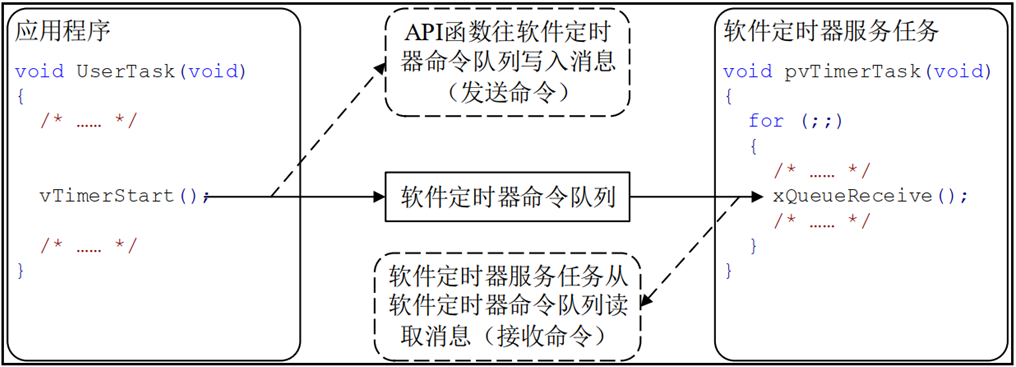 应用程序
void UserTask(void)
{
/* …… */
vTimerStart();
/* …… */
}
API函数往软件定时
器命令队列写入消息
（发送命令）
软件定时器命令队列
软件定时器服务任务从
软件定时器命令队列读
取消息（接收命令）
软件定时器服务任务
void pvTimerTask(void)
{
for (;;)
{
/* …… */
xQueueReceive();
/* …… */
}
}